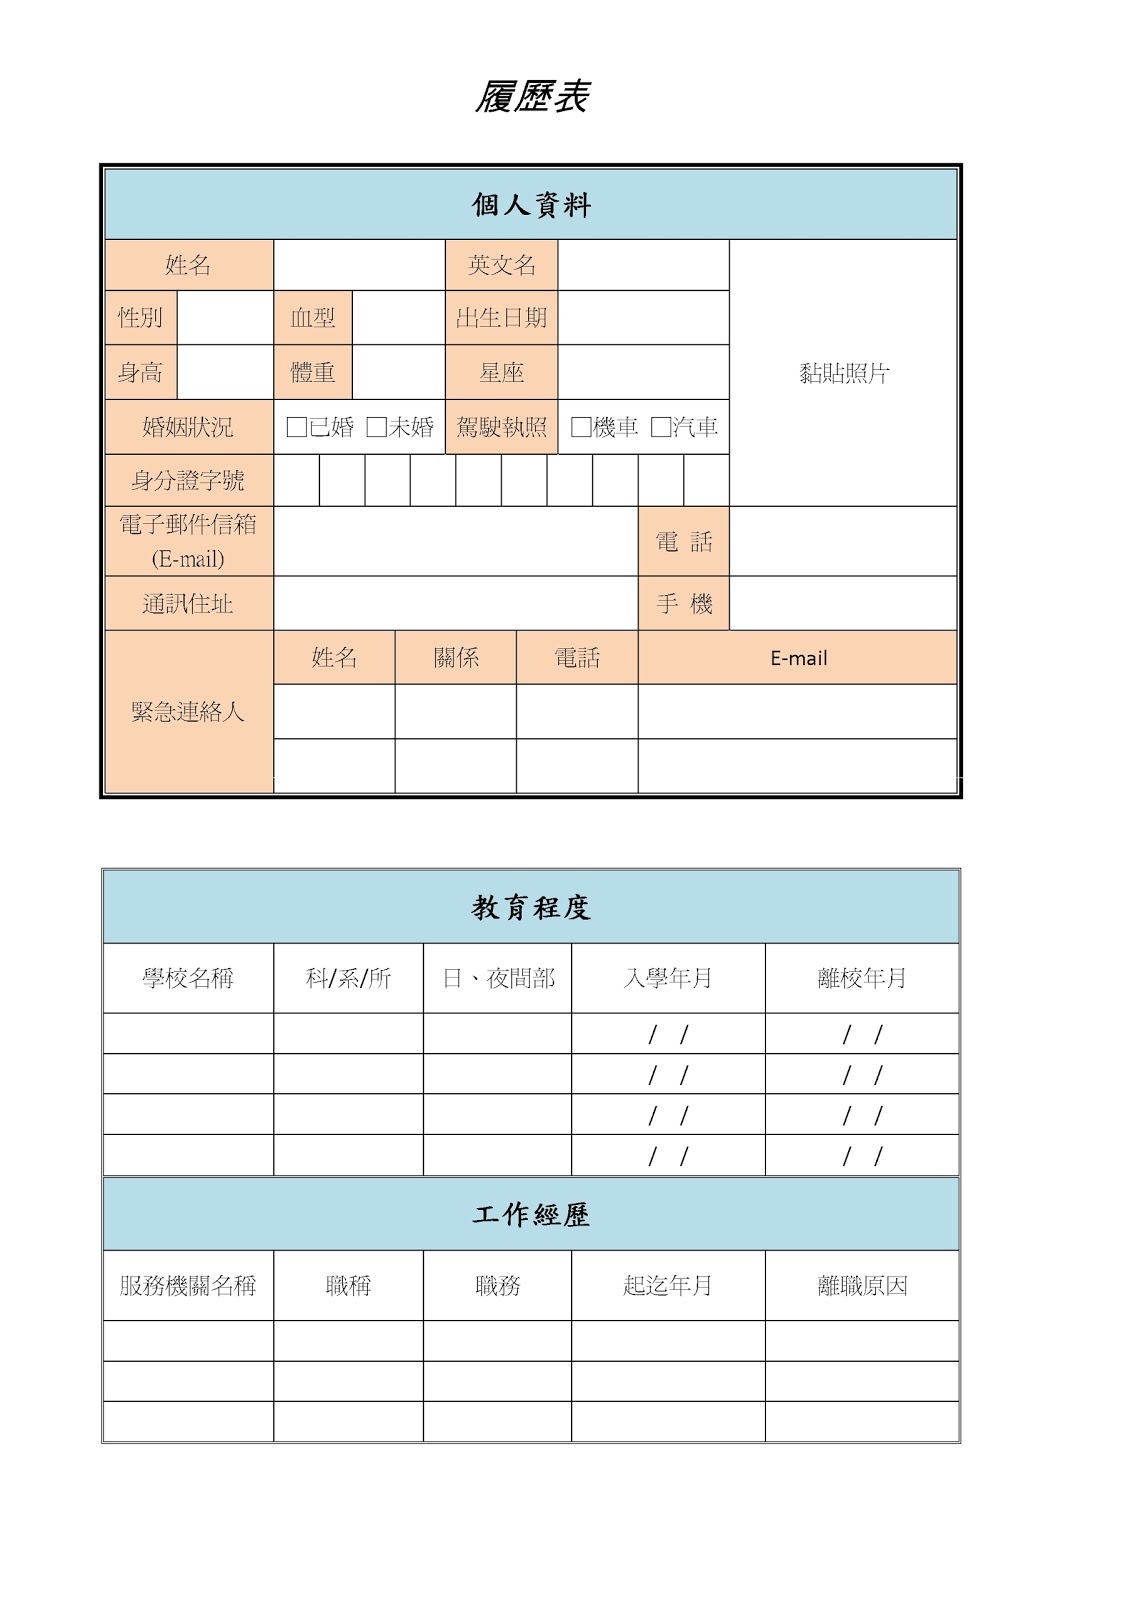 履歷表
個人資料
姓名 英文名
性別 血型 出生日期
黏貼照片
身高 體重 星座
婚姻狀況 □已婚 □未婚 駕駛執照 □機車 □汽車
身分證字號
電子郵件信箱
(E-mail)
電 話
通訊住址 手 機
姓名 關係 電話 E-mail
緊急連絡人
教育程度
學校名稱 科/系/所 日、夜間部 入學年月 離校年月
/ / / /
/ / / /
/ / / /
/ / / /
工作經歷
服務機關名稱 職稱 職務 起迄年月 離職原因